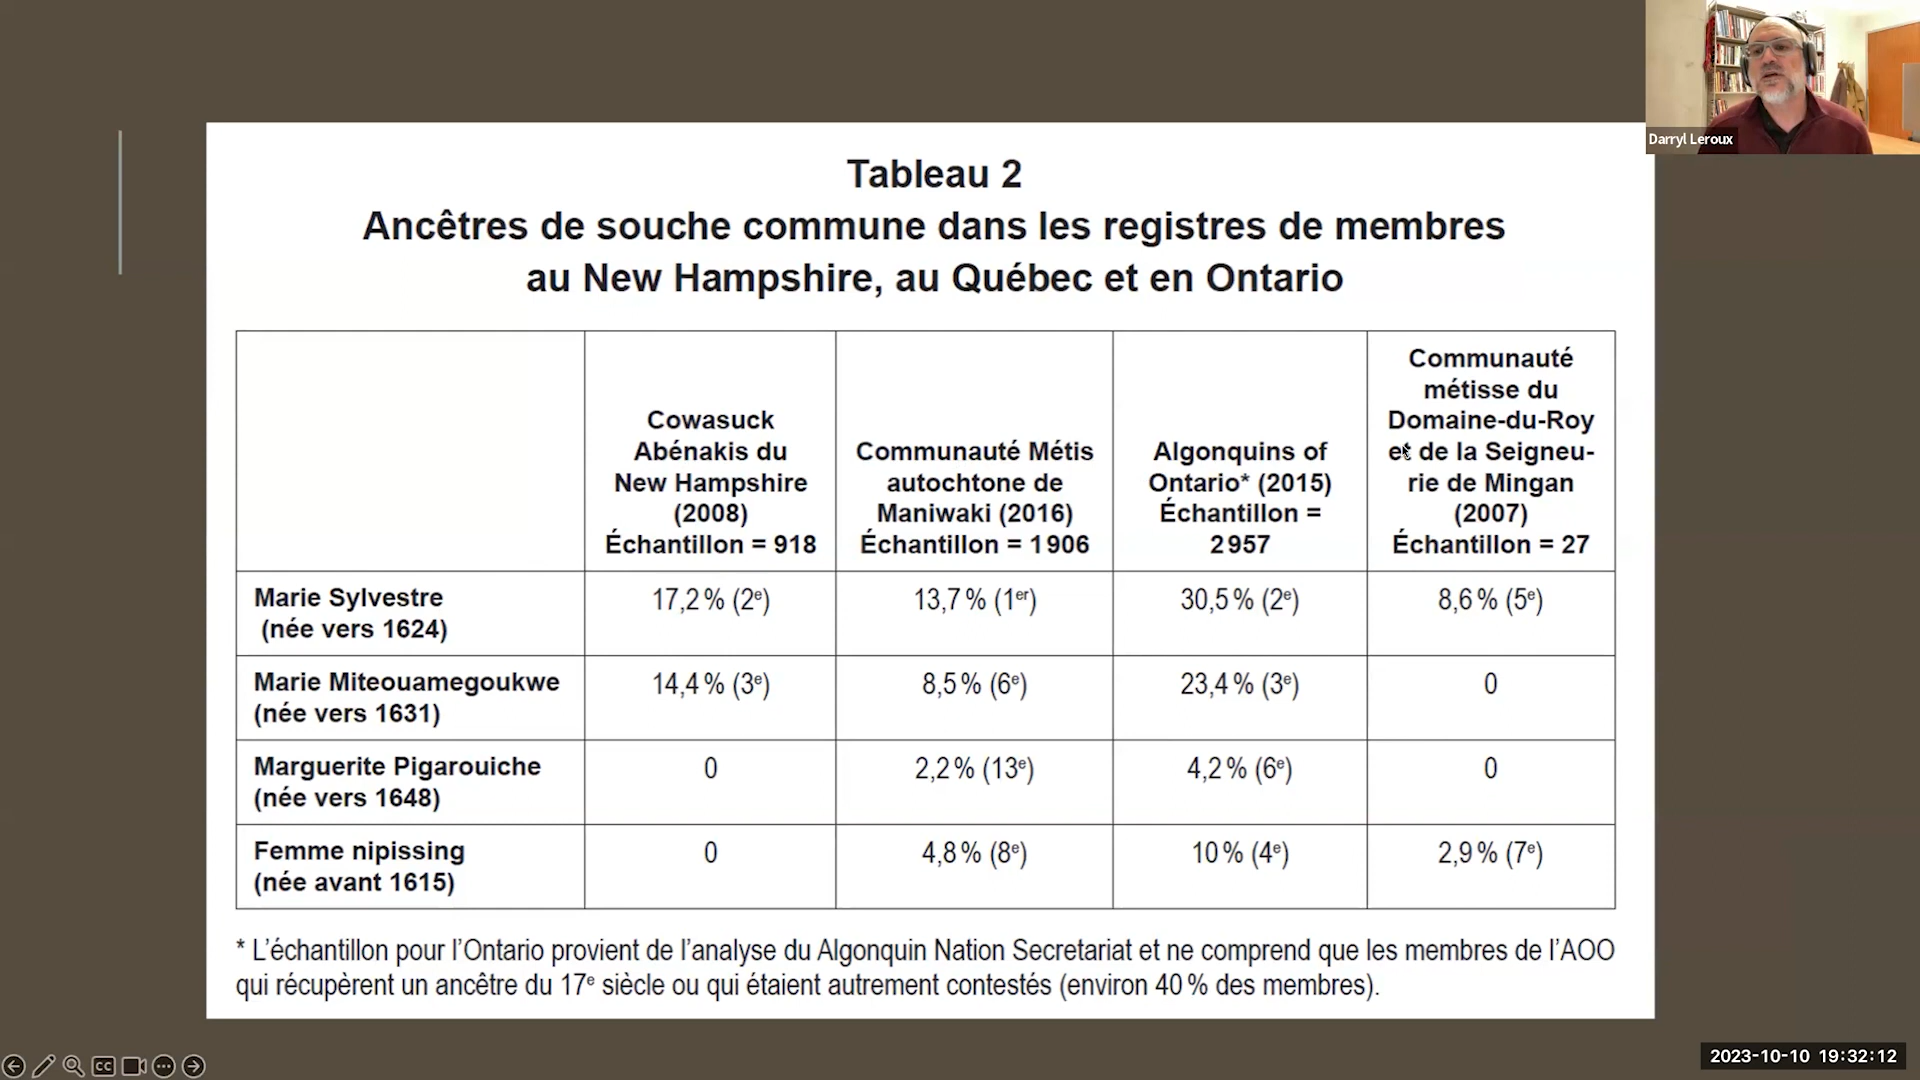 Darryl Leroux
Tableau 2
Ancêtres de souche commune dans les registres de membres
au New Hampshire, au Québec et en Ontario
Cowasuck
Abénakis du
New Hampshire
(2008)
Échantillon = 918
Communauté Métis
autochtone de
Maniwaki (2016)
Échantillon = 1 906
Algonquins of
Ontario* (2015)
Échantillon =
2 957
Communauté
métisse du
Domaine-du-Roy
et de la Seigneu-
rie de Mingan
(2007)
Échantillon = 27
Marie Sylvestre
(née vers 1624)
17,2 % (2e)
13,7 % (1er)
30,5 % (2e)
8,6 % (5e)
Marie Miteouamegoukwe
(née vers 1631)
14,4 % (3e)
8,5 % (6e)
23,4 % (3e)
0
Marguerite Pigarouiche
(née vers 1648)
0
2,2 % (13e)
4,2 % (6e)
0
Femme nipissing
(née avant 1615)
0
4,8 % (8e)
10 % (4e)
2,9 % (7e)
* L'échantillon pour l'Ontario provient de l'analyse du Algonquin Nation Secretariat et ne comprend que les membres de l'AOO
qui récupèrent un ancêtre du 17e siècle ou qui étaient autrement contestés (environ 40 % des membres).
CC
2023-10-10 19:32:12